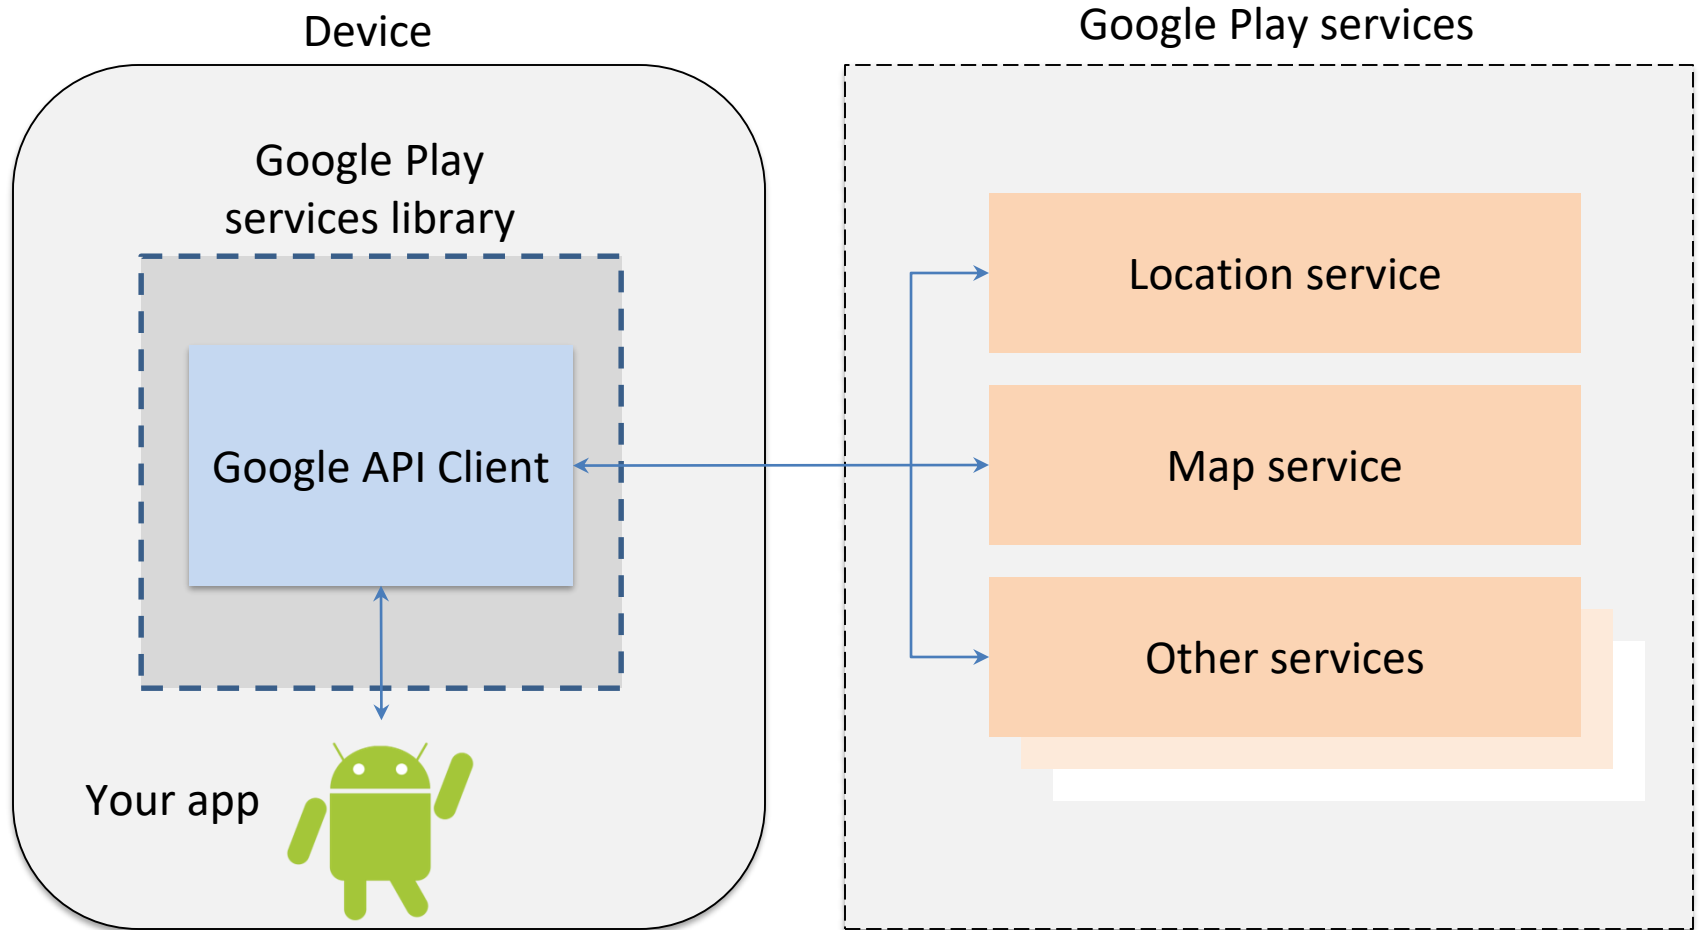 Device
Google Play
services library
Google API Client
Your app
Google Play services
Location service
Map service
Other services